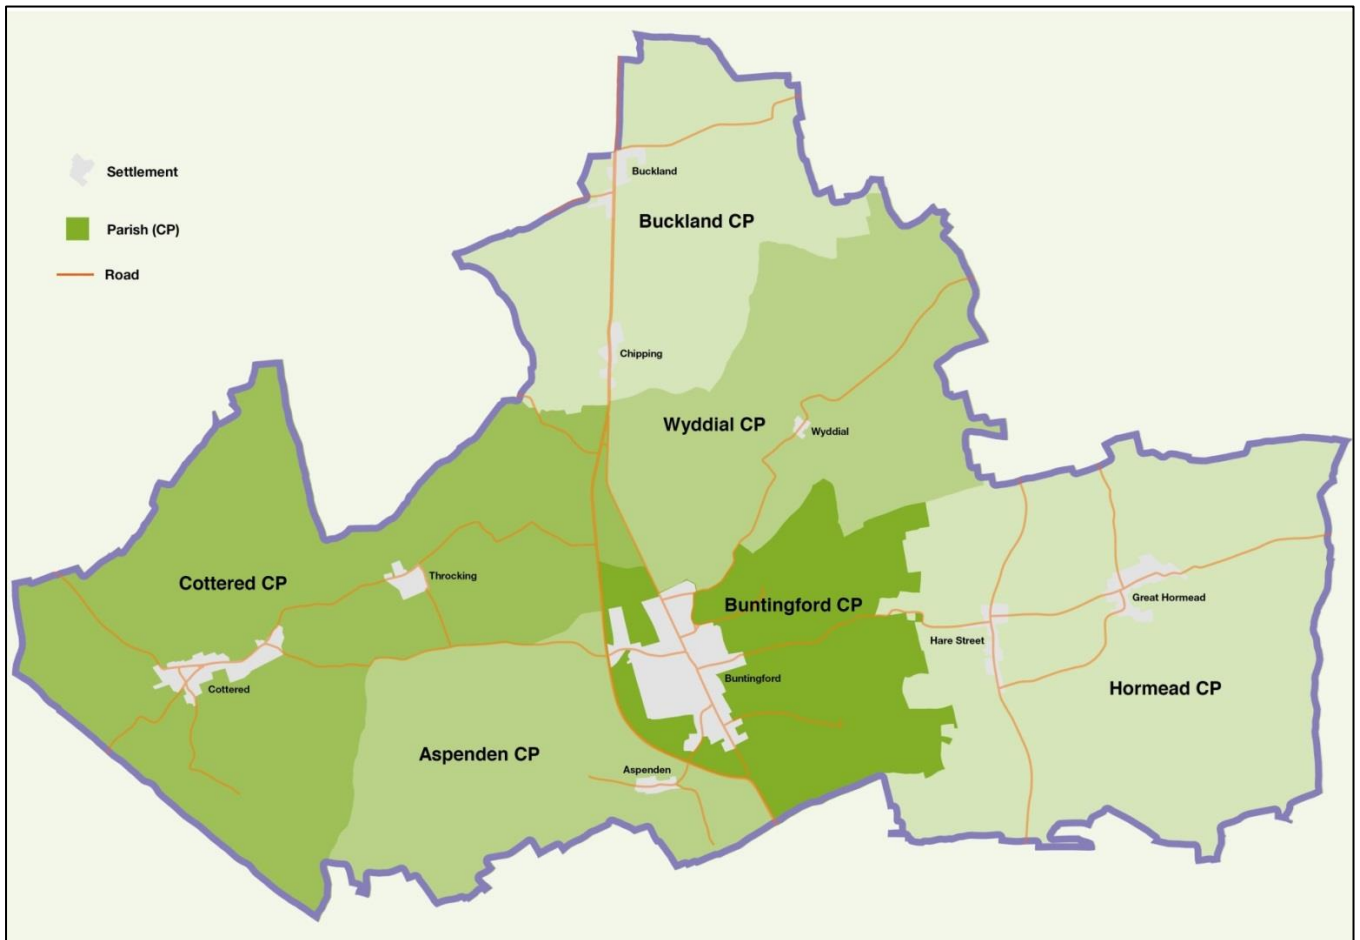 Settlement
Parish (CP)
Road
Buckland
Buckland CP
Chipping
Wyddial CP
Wyddial
Cottered CP
Throcking
Buntingford CP
Great Hormead
Hare Street
Cottered
Buntingford
Hormead CP
Aspenden CP
Aspenden